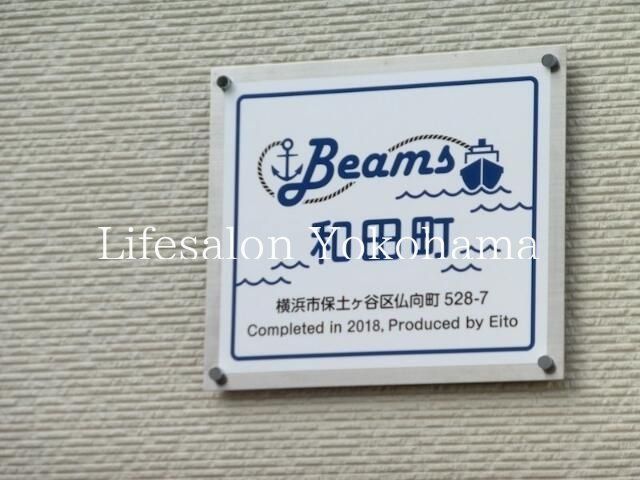 Beams
和田町
Lifesalon Yokohama
横浜市保土ヶ谷区仏向町 528-7
Completed in 2018, Produced by Eito